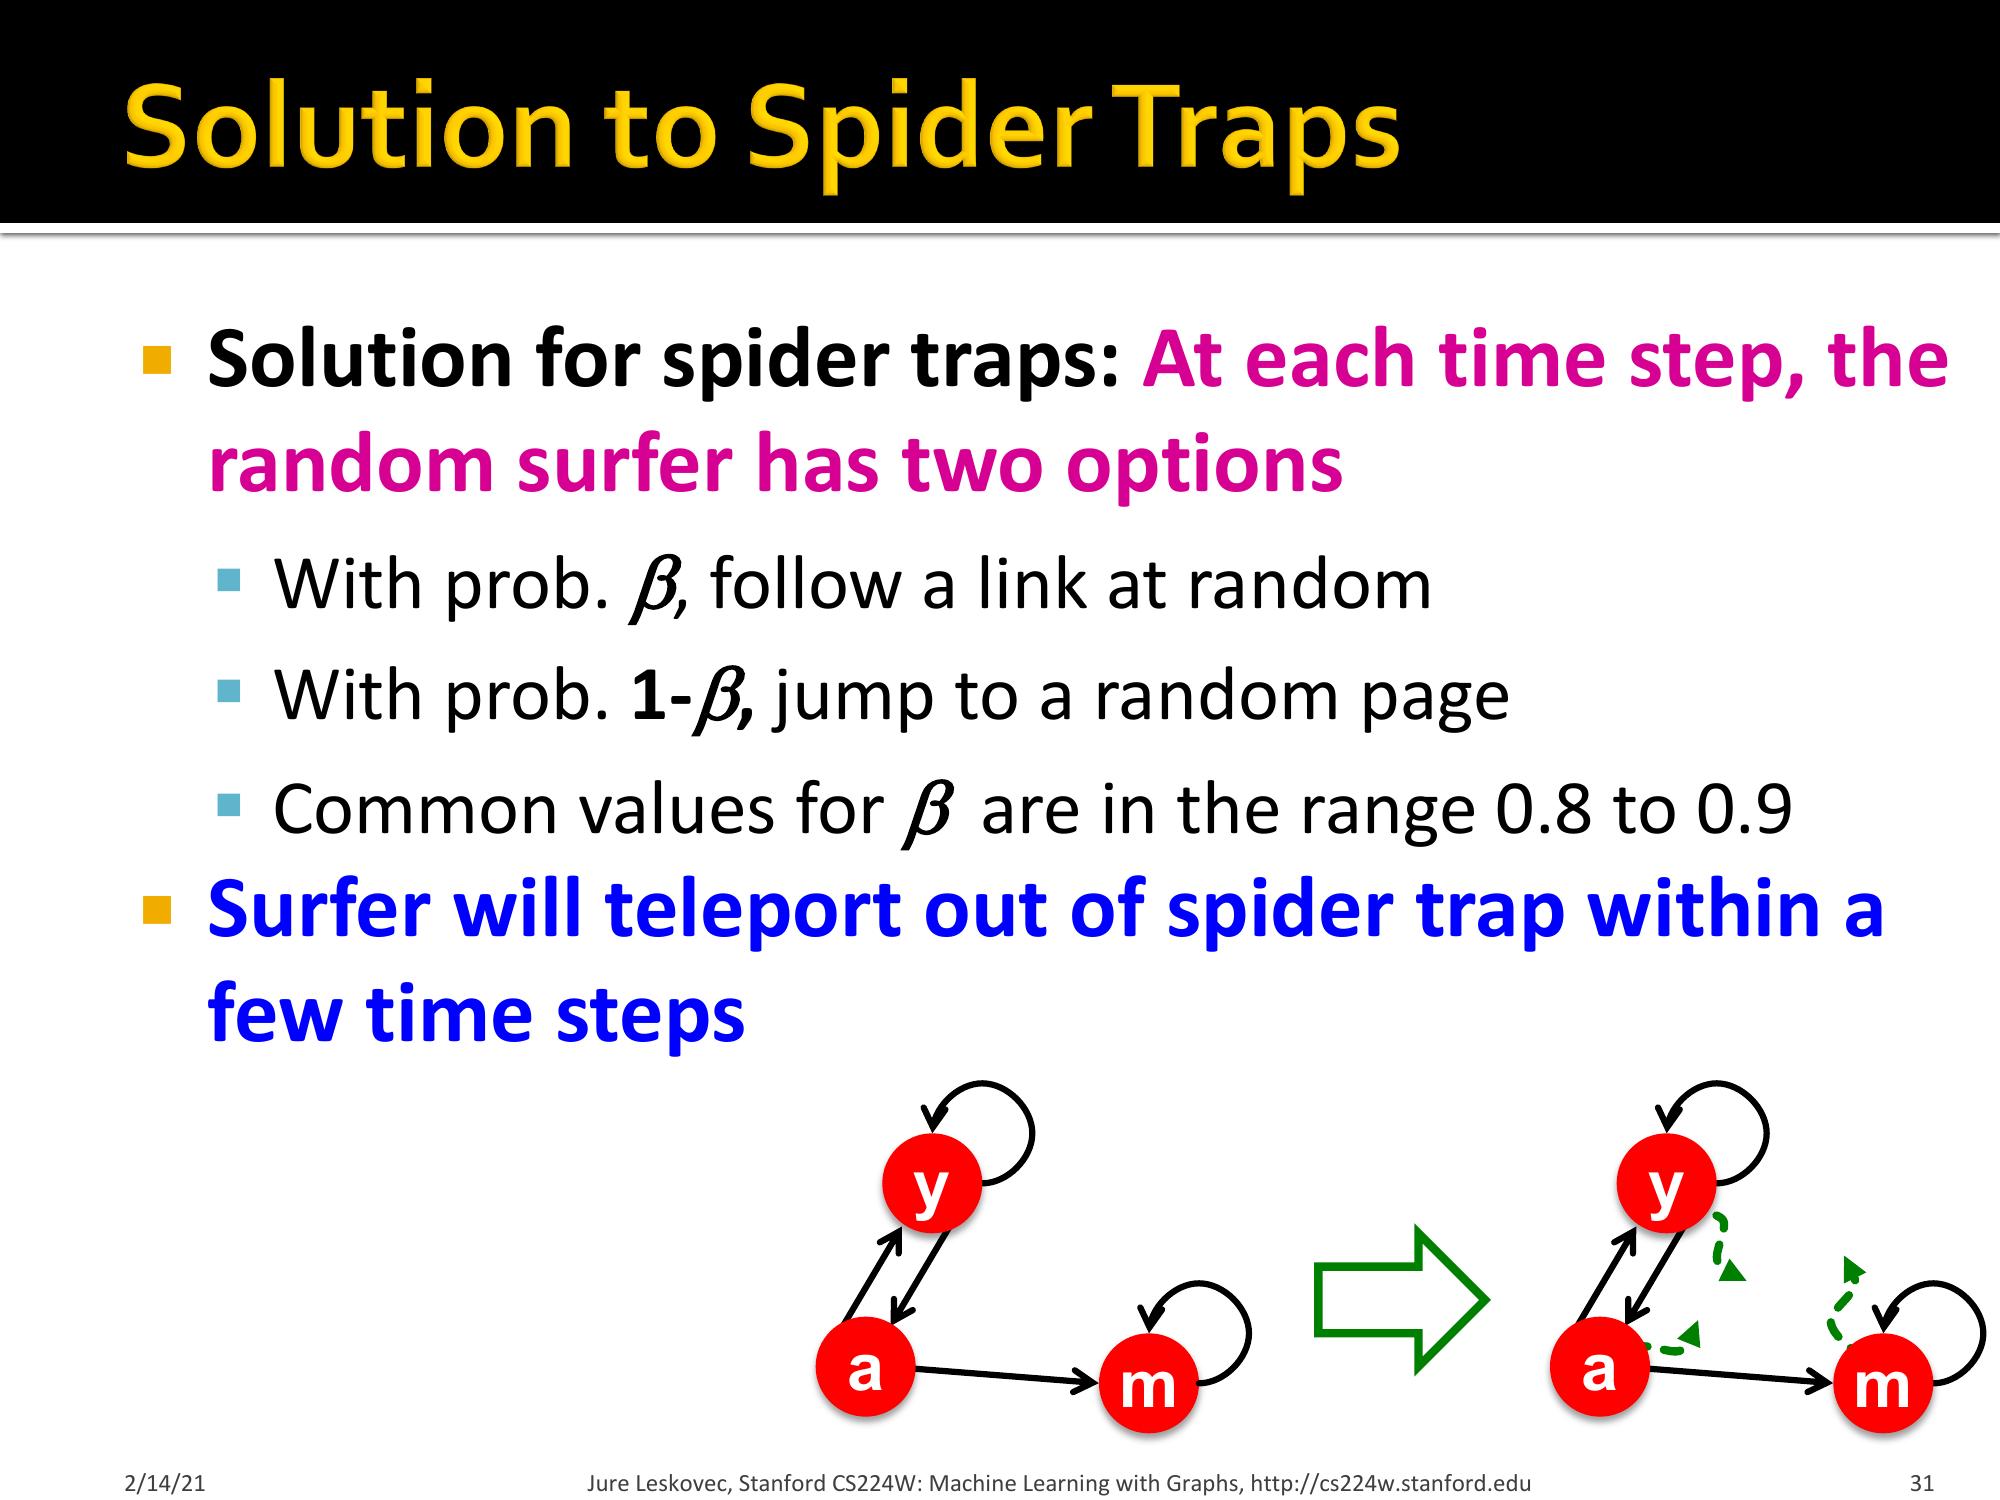 Solution to Spider Traps
Solution for spider traps: At each time step, the
random surfer has two options
With prob. β, follow a link at random
With prob. 1-β, jump to a random page
Common values for β are in the range 0.8 to 0.9
Surfer will teleport out of spider trap within a
few time steps
y
a
m
y
a
m
2/14/21
Jure Leskovec, Stanford CS224W: Machine Learning with Graphs, http://cs224w.stanford.edu
31